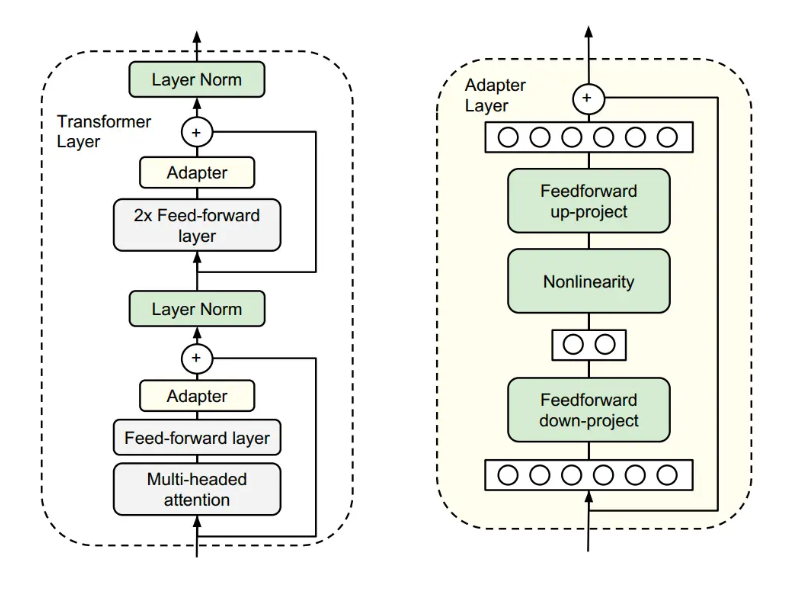 Layer Norm
Transformer
Layer
+
Adapter
2x Feed-forward
layer
Layer Norm
+
Adapter
Feed-forward layer
Multi-headed
attention
Adapter
Layer
+
Feedforward
up-project
Nonlinearity
Feedforward
down-project